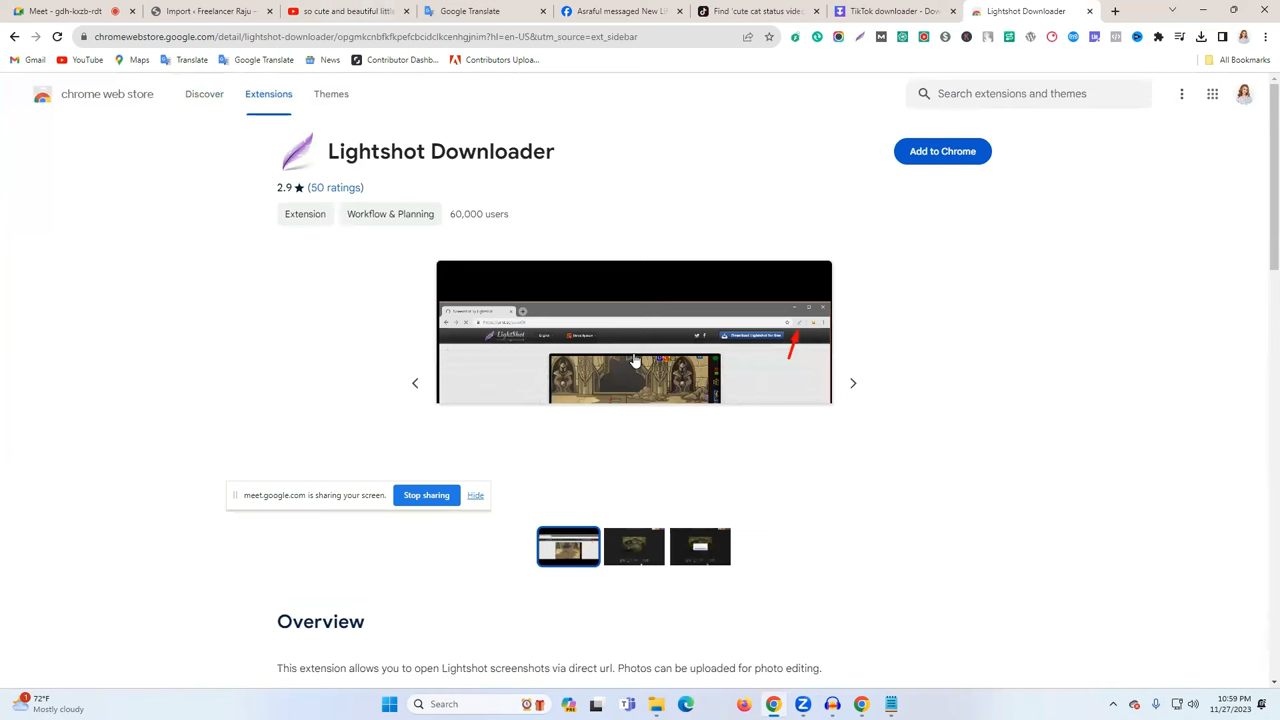 Meet - gdh-kxzb-rdt
Import ‹ Freelancer Raju —
so cute and beautiful little
Google Translate
Asraful messaged New Li
Find 'cute cat status video
TikTok downloader - Dow
Lightshot Downloader
chromewebstore.google.com/detail/lightshot-downloader/opgmkcnbfkfkpefcbcidclkcenhgjnim?hl=en-US&utm_source=ext_sidebar
Gmail
YouTube
Maps
Translate
Google Translate
News
Contributor Dashb...
Contributors Uploa...
All Bookmarks
chrome web store
Discover
Extensions
Themes
Search extensions and themes
Lightshot Downloader
Add to Chrome
2.9 ★ (50 ratings)
Extension
Workflow & Planning
60,000 users
LightShot
meet.google.com is sharing your screen.
Stop sharing
Hide
Overview
This extension allows you to open Lightshot screenshots via direct url. Photos can be uploaded for photo editing.
1
72°F
Mostly cloudy
Search
10:59 PM
11/27/2023